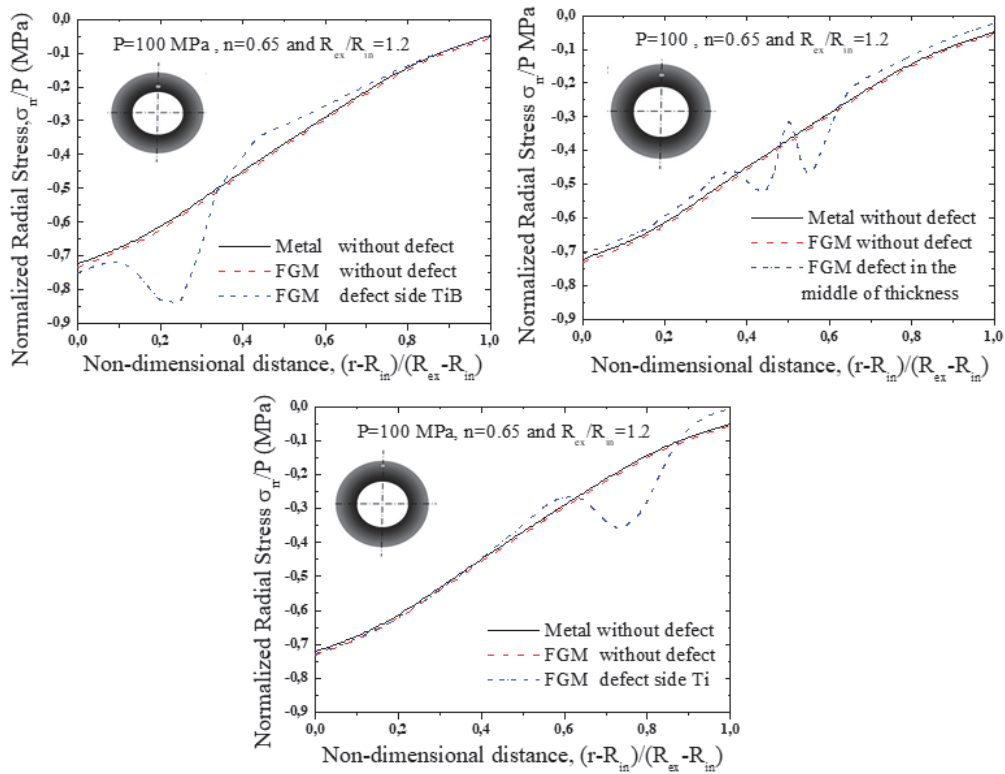 Normalized Radial Stress,σ_rr/P (MPa)
0,0
-0,1
-0,2
-0,3
-0,4
-0,5
-0,6
-0,7
-0,8
-0,9
P=100 MPa , n=0.65 and R_ex/R_in=1.2
Metal without defect
FGM without defect
FGM defect side TiB
0,0 0,2 0,4 0,6 0,8 1,0
Non-dimensional distance, (r-R_in)/(R_ex-R_in)
Normalized Radial Stress σ_rr/P MPa
0,0
-0,1
-0,2
-0,3
-0,4
-0,5
-0,6
-0,7
-0,8
-0,9
P=100 , n=0.65 and R_ex/R_in=1.2
Metal without defect
FGM without defect
FGM defect in the
middle of thickness
0,0 0,2 0,4 0,6 0,8 1,0
Non-dimensional distance, (r-R_in)/(R_ex-R_in)
Normalized Radial Stress σ_rr/P (MPa)
0,0
-0,1
-0,2
-0,3
-0,4
-0,5
-0,6
-0,7
-0,8
-0,9
P=100 MPa, n=0.65 and R_ex/R_in=1.2
Metal without defect
FGM without defect
FGM defect side Ti
0,0 0,2 0,4 0,6 0,8 1,0
Non-dimensional distance, (r-R_in)/(R_ex-R_in)